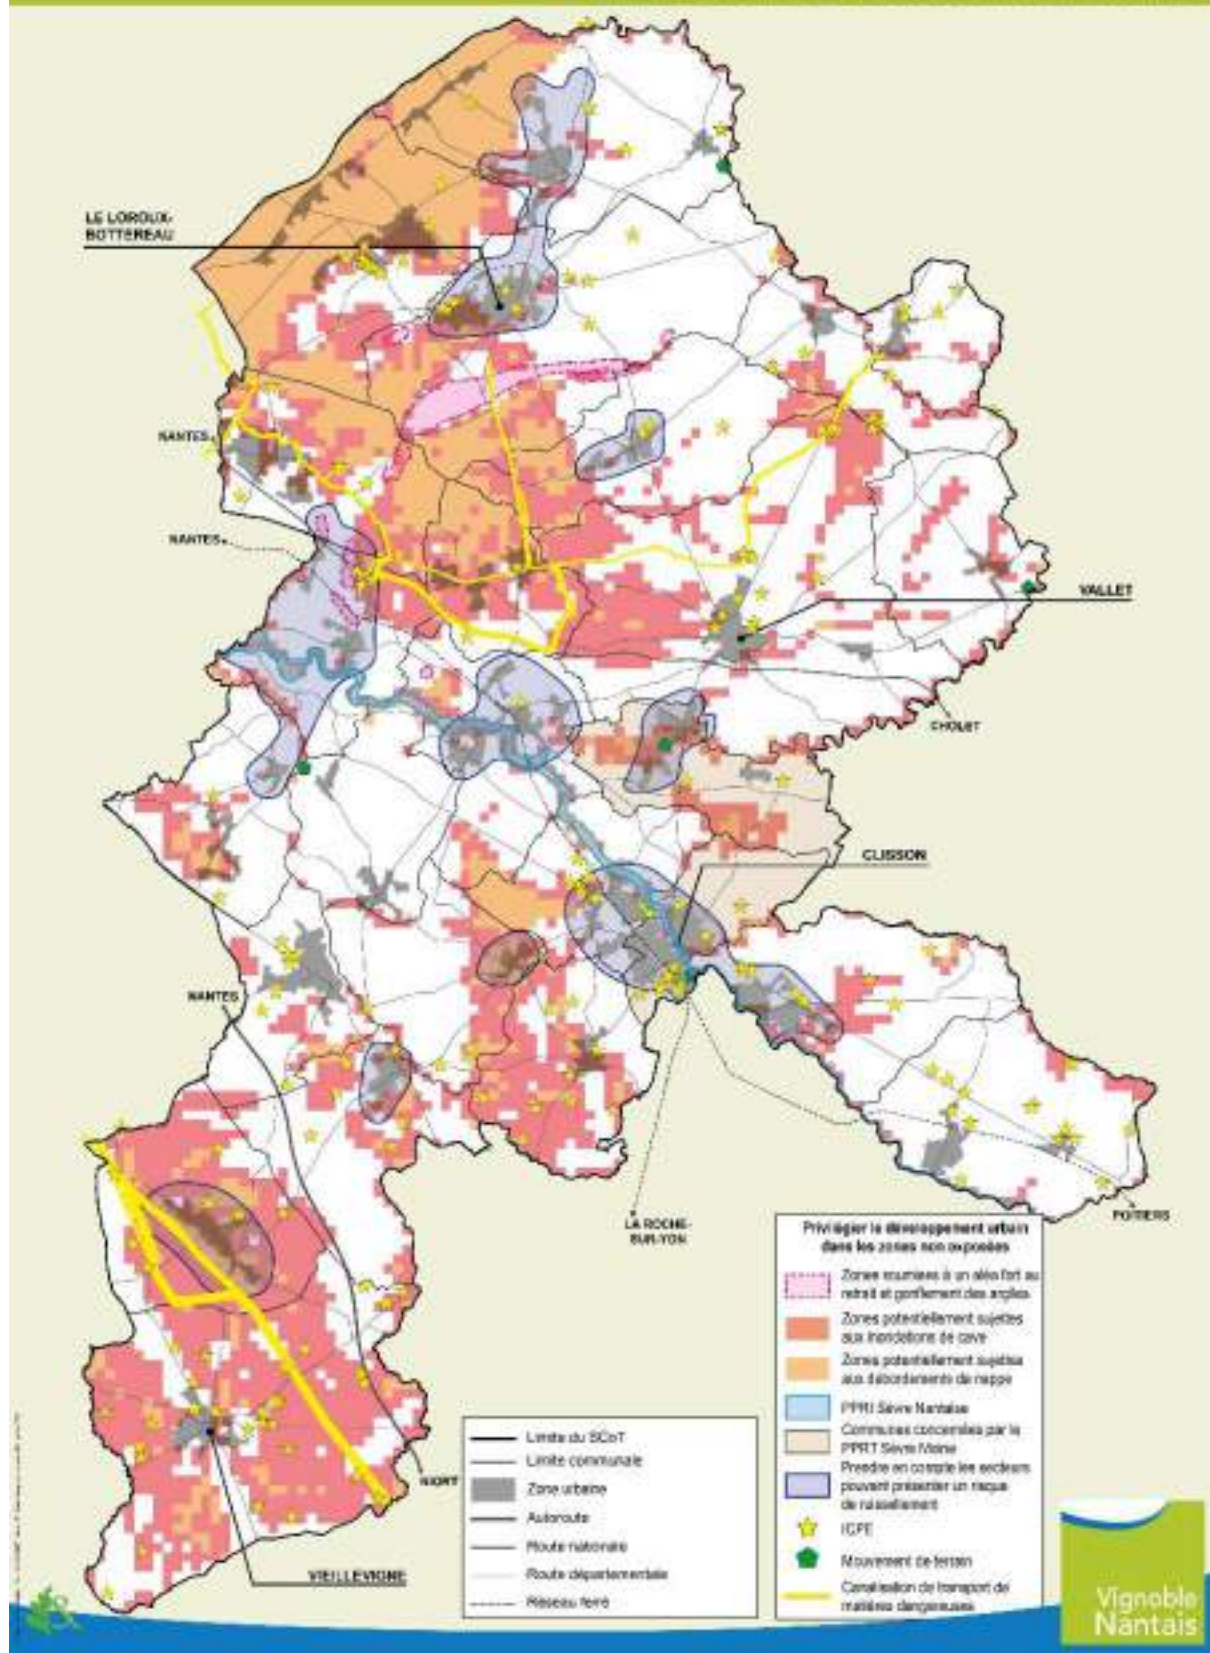 LE LOROUX-
BOTTEREAU
NANTES
NANTES
VALLET
CHOLET
CLISSON
NANTES
LA ROCHE-
SUR-YON
POITIERS
NIORT
VIEILLEVIGNE
Privilégier le développement urbain
dans les zones non exposées
Zones soumises à un aléa fort au
retrait et gonflement des argiles
Zones potentiellement sujettes
aux inondations de cave
Zones potentiellement sujettes
aux débordements de nappe
PPRI Sèvre Nantaise
Communes concernées par le
PPRT Sèvre Moine
Prendre en compte les secteurs
pouvant présenter un risque
de ruissellement
ICPE
Mouvement de terrain
Canalisation de transport de
matières dangereuses
Limite du SCoT
Limite communale
Zone urbaine
Autoroute
Route nationale
Route départementale
Réseau ferré
Vignoble
Nantais